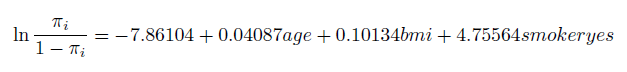 ln π_i / (1 − π_i) = −7.86104 + 0.04087age + 0.10134bmi + 4.75564smokeryes